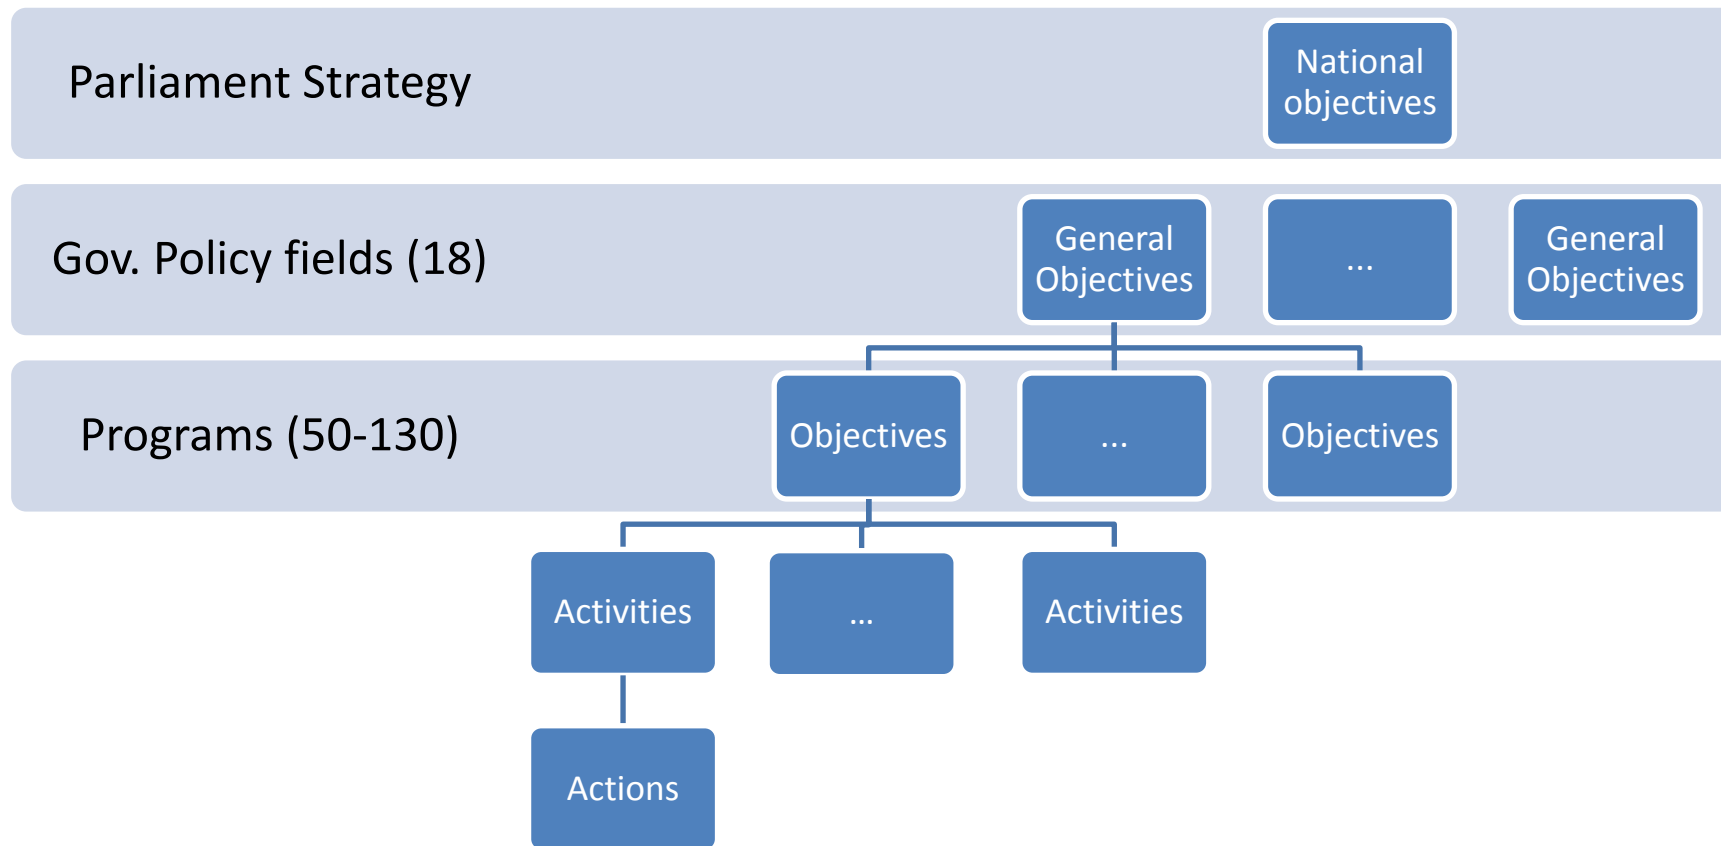 Parliament Strategy
National
objectives
Gov. Policy fields (18)
General
Objectives
...
General
Objectives
Programs (50-130)
Objectives
...
Objectives
Activities
...
Activities
Actions